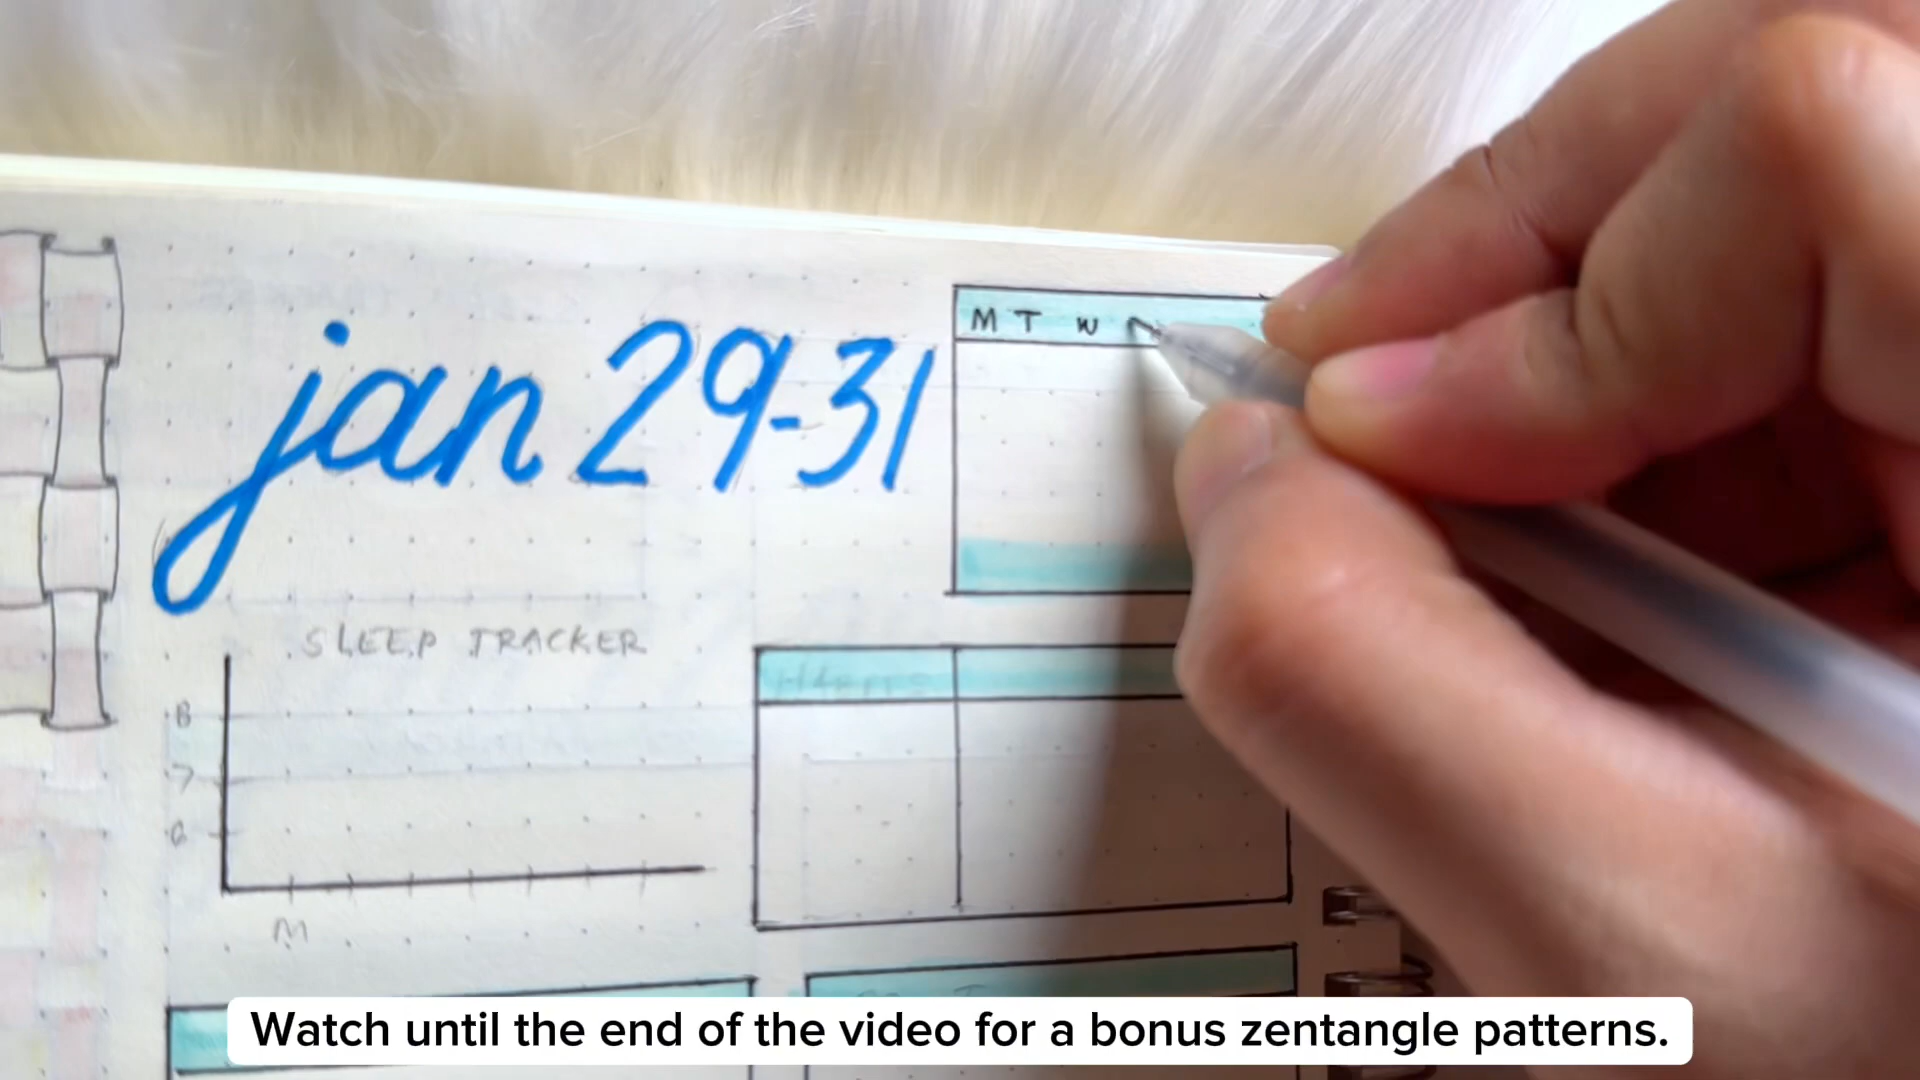 jan 29-31
M T W
SLEEP TRACKER
HABITS
8
7
6
M
Watch until the end of the video for a bonus zentangle patterns.